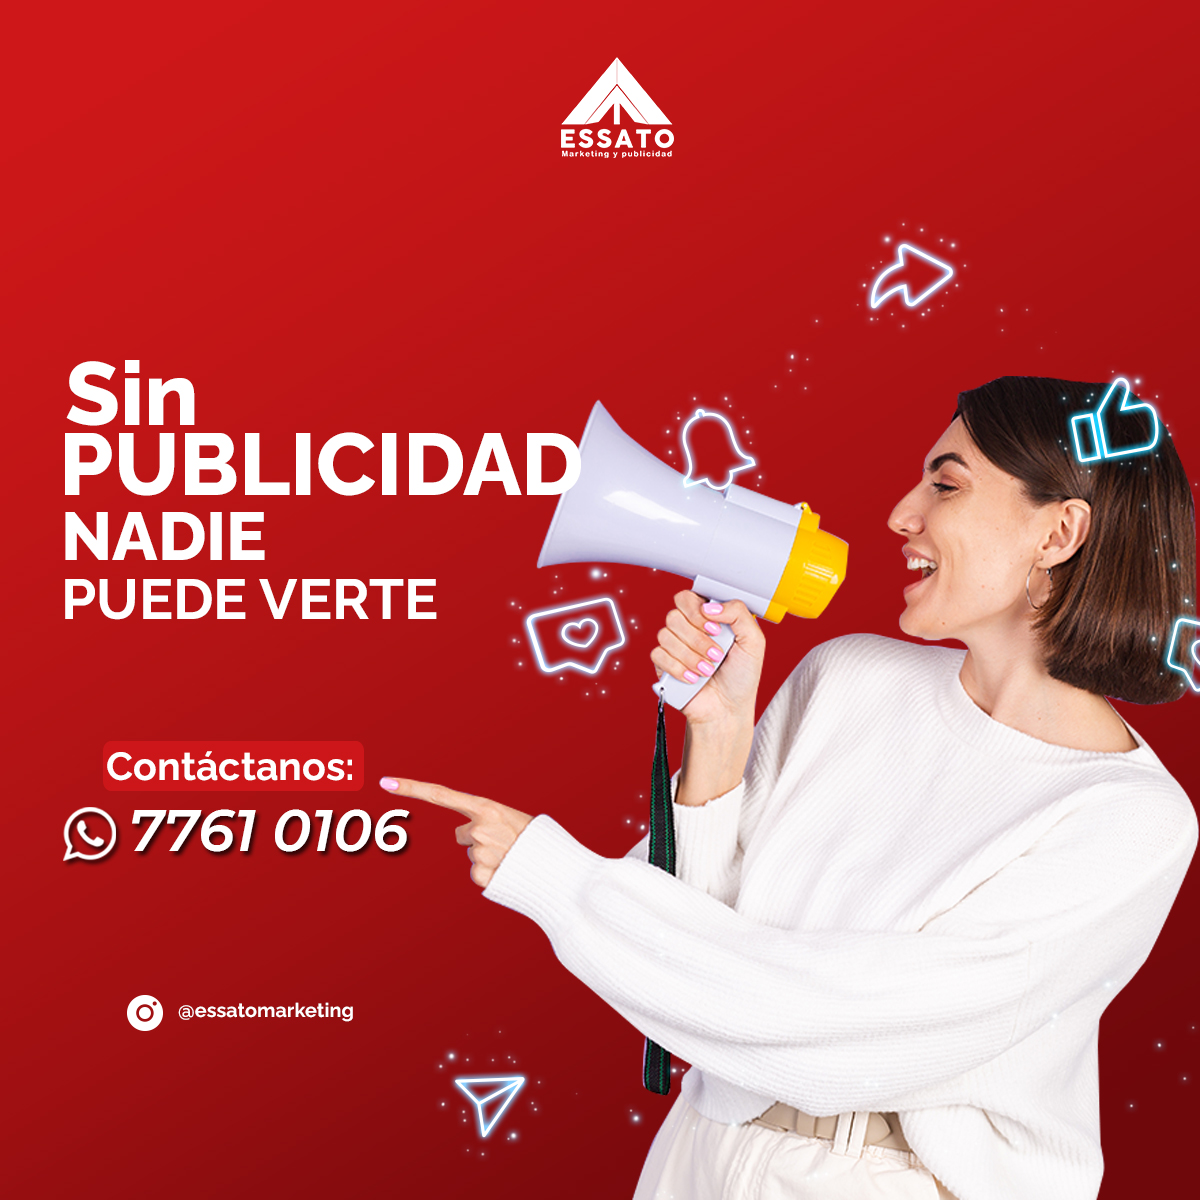 ESSATO
Marketing y publicidad
Sin
PUBLICIDAD
NADIE
PUEDE VERTE
Contáctanos:
7761 0106
@essatomarketing